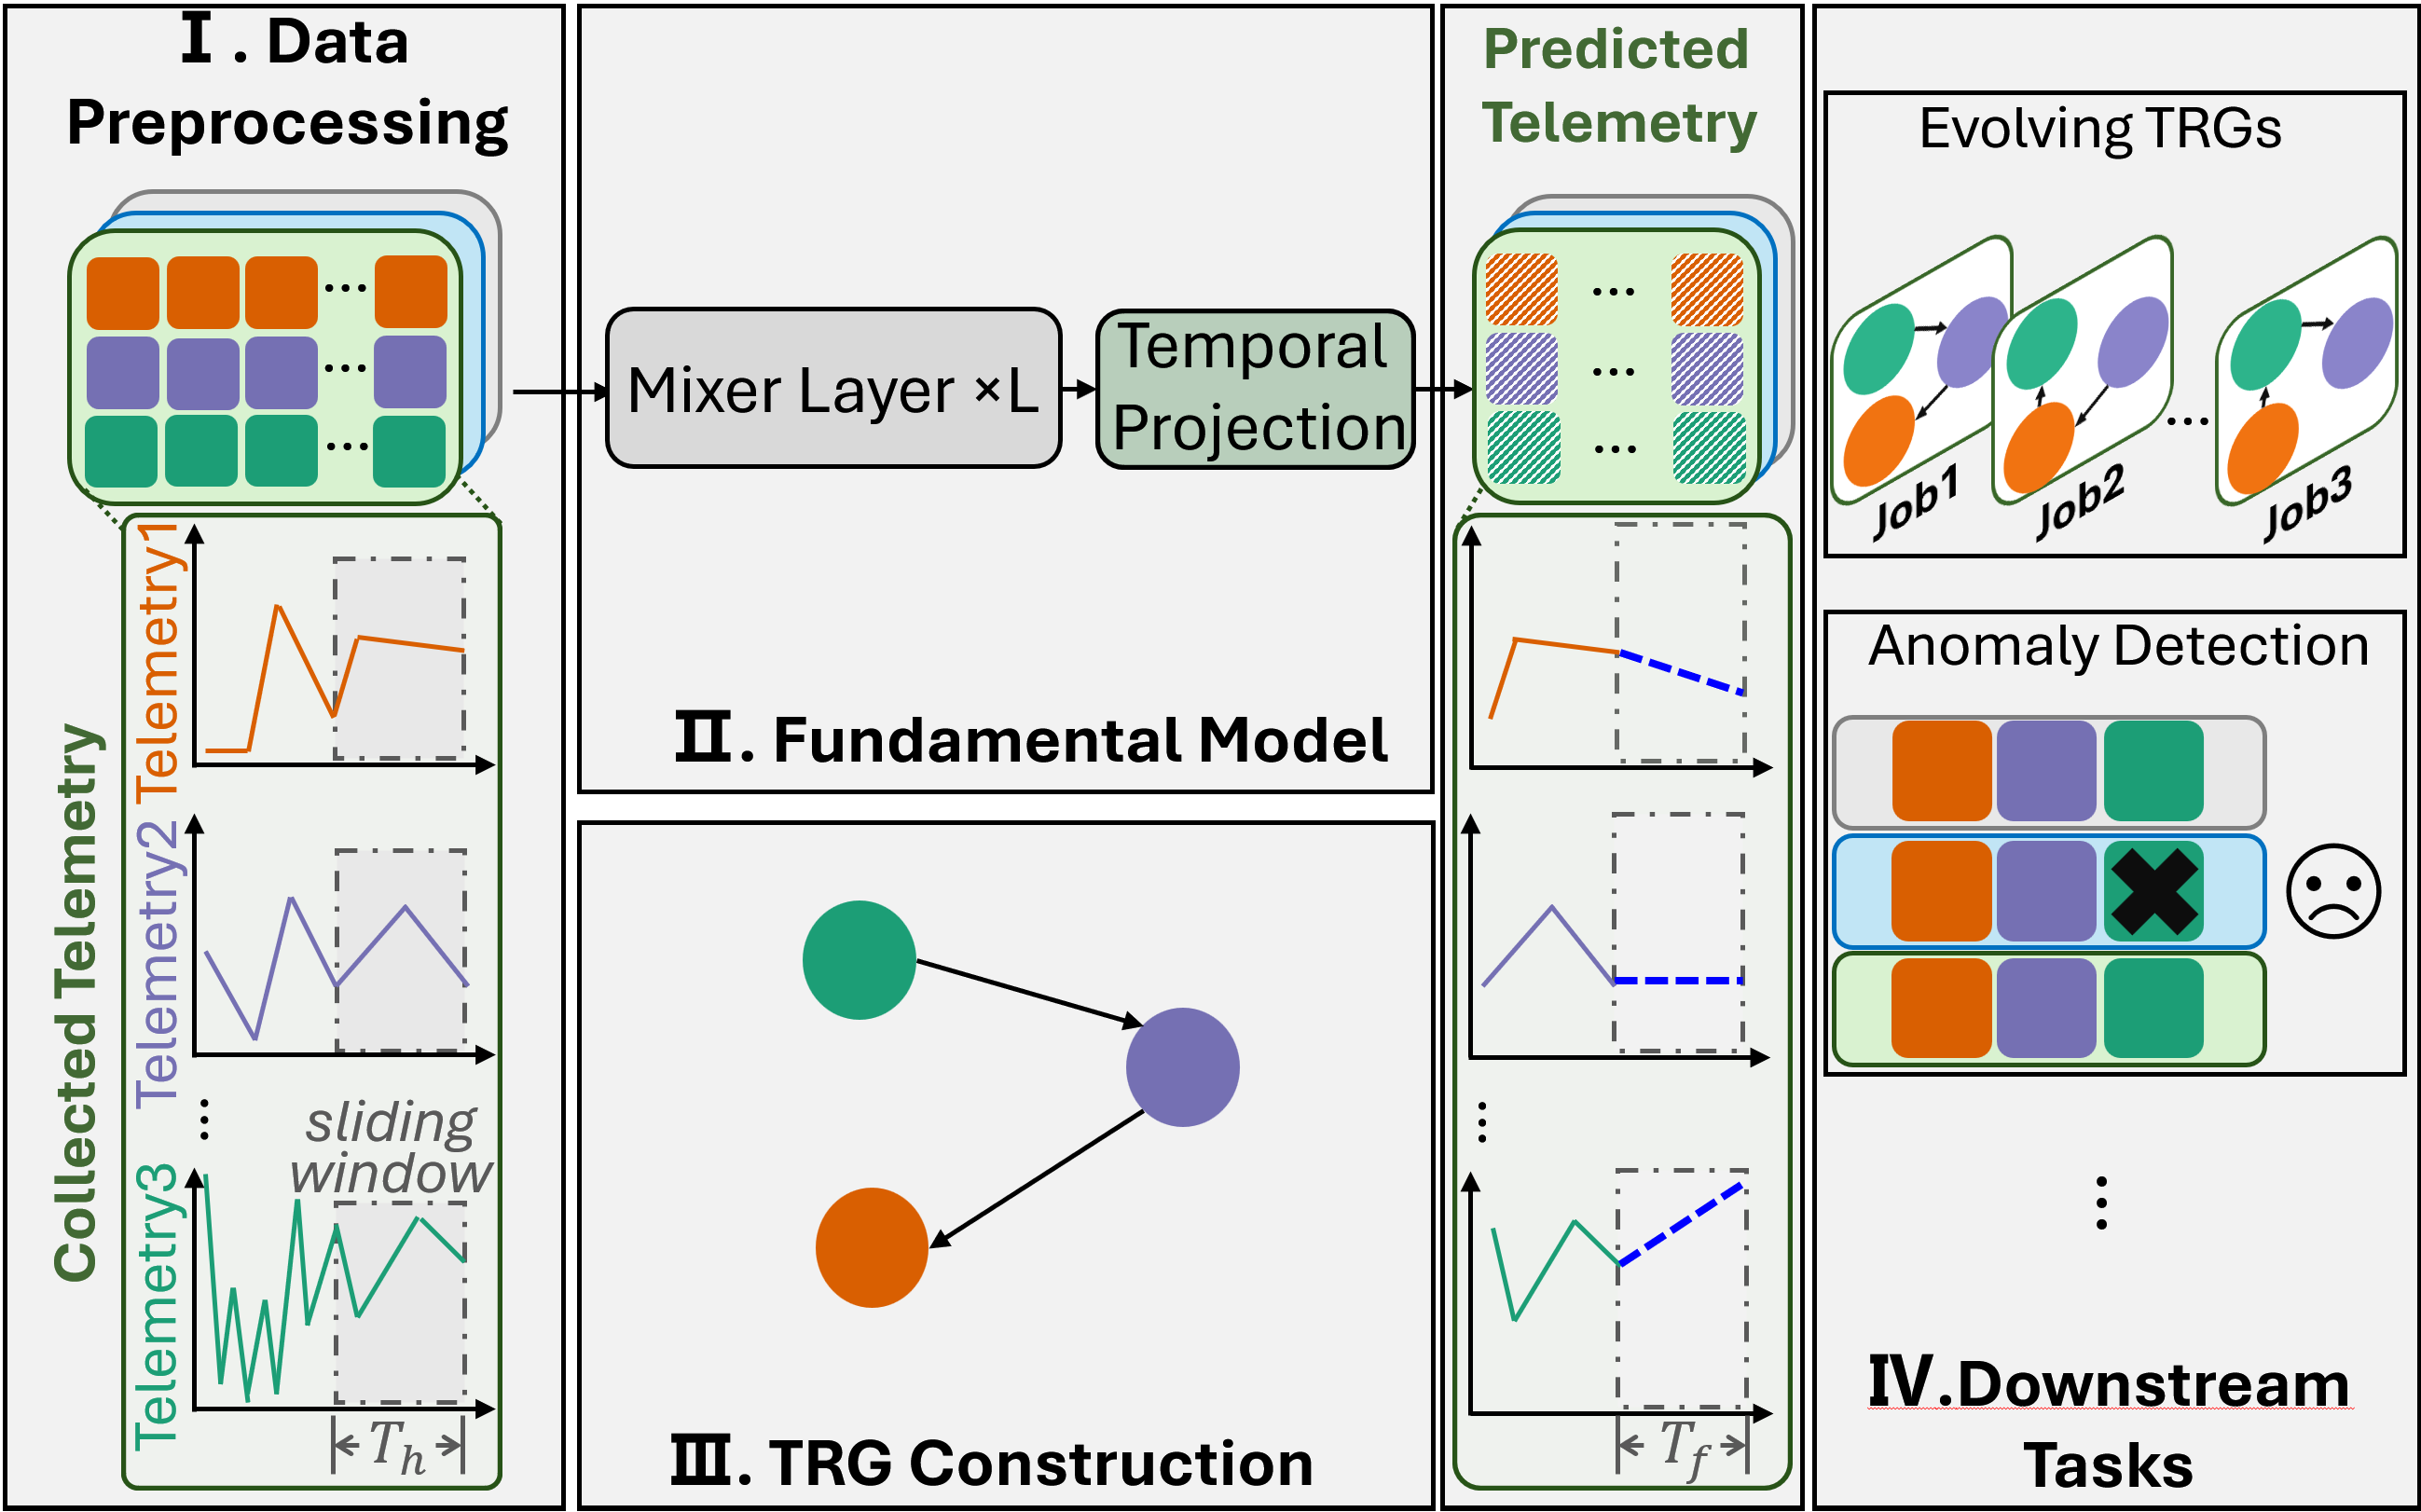 Ⅰ. Data
Preprocessing
Collected Telemetry
Telemetry1
Telemetry2
Telemetry3
sliding
window
T_h
Mixer Layer ×L
Temporal
Projection
Ⅱ. Fundamental Model
Ⅲ. TRG Construction
Predicted
Telemetry
T_f
Evolving TRGs
Job1
Job2
...
Job3
Anomaly Detection
Ⅳ.Downstream
Tasks